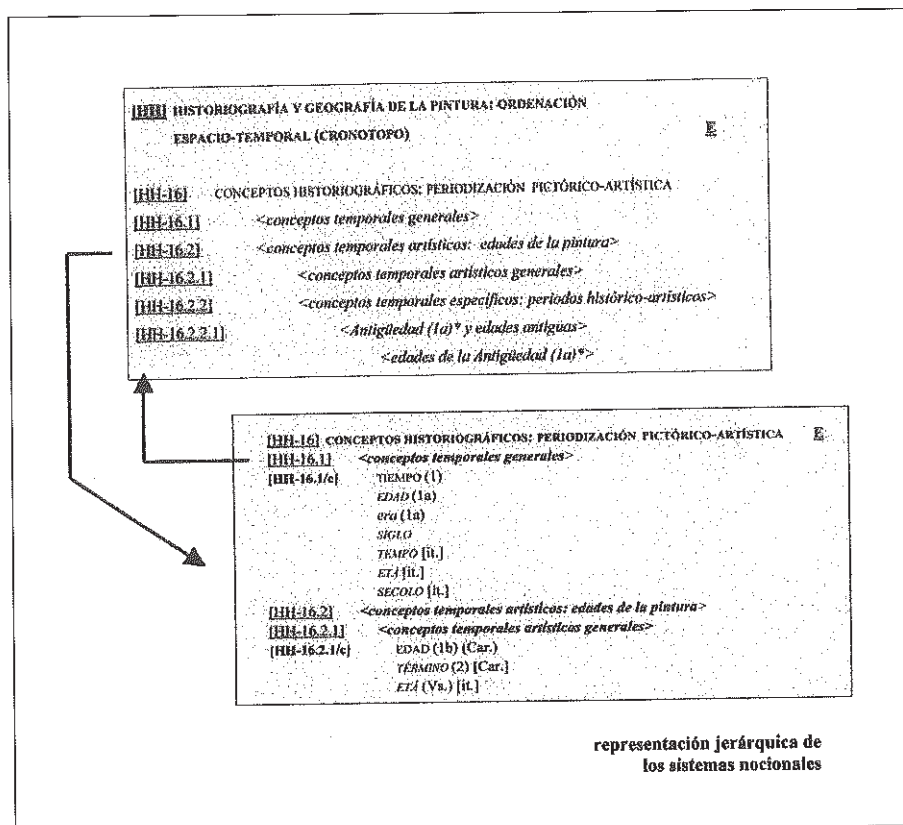 [HH] HISTORIOGRAFÍA Y GEOGRAFÍA DE LA PINTURA: ORDENACIÓN
ESPACIO-TEMPORAL (CRONOTOPO) E
[HH-16] CONCEPTOS HISTORIOGRÁFICOS: PERIODIZACIÓN PICTÓRICO-ARTÍSTICA
[HH-16.1] <conceptos temporales generales>
[HH-16.2] <conceptos temporales artísticos: edades de la pintura>
[HH-16.2.1] <conceptos temporales artísticos generales>
[HH-16.2.2] <conceptos temporales específicos: periodos histórico-artísticos>
[HH-16.2.2.1] <Antigüedad (1a)* y edades antiguas>
<edades de la Antigüedad (1a)*>
[HH-16] CONCEPTOS HISTORIOGRÁFICOS: PERIODIZACIÓN PICTÓRICO-ARTÍSTICA E
[HH-16.1] <conceptos temporales generales>
[HH-16.1/c] TIEMPO (1)
EDAD (1a)
era (1a)
SIGLO
TEMPO [it.]
ETÁ [it.]
SECOLO [it.]
[HH-16.2] <conceptos temporales artísticos: edades de la pintura>
[HH-16.2.1] <conceptos temporales artísticos generales>
[HH-16.2.1/c] EDAD (1b) (Car.)
TÉRMINO (2) [Car.]
ETÁ (Vs.) [it.]
representación jerárquica de
los sistemas nocionales